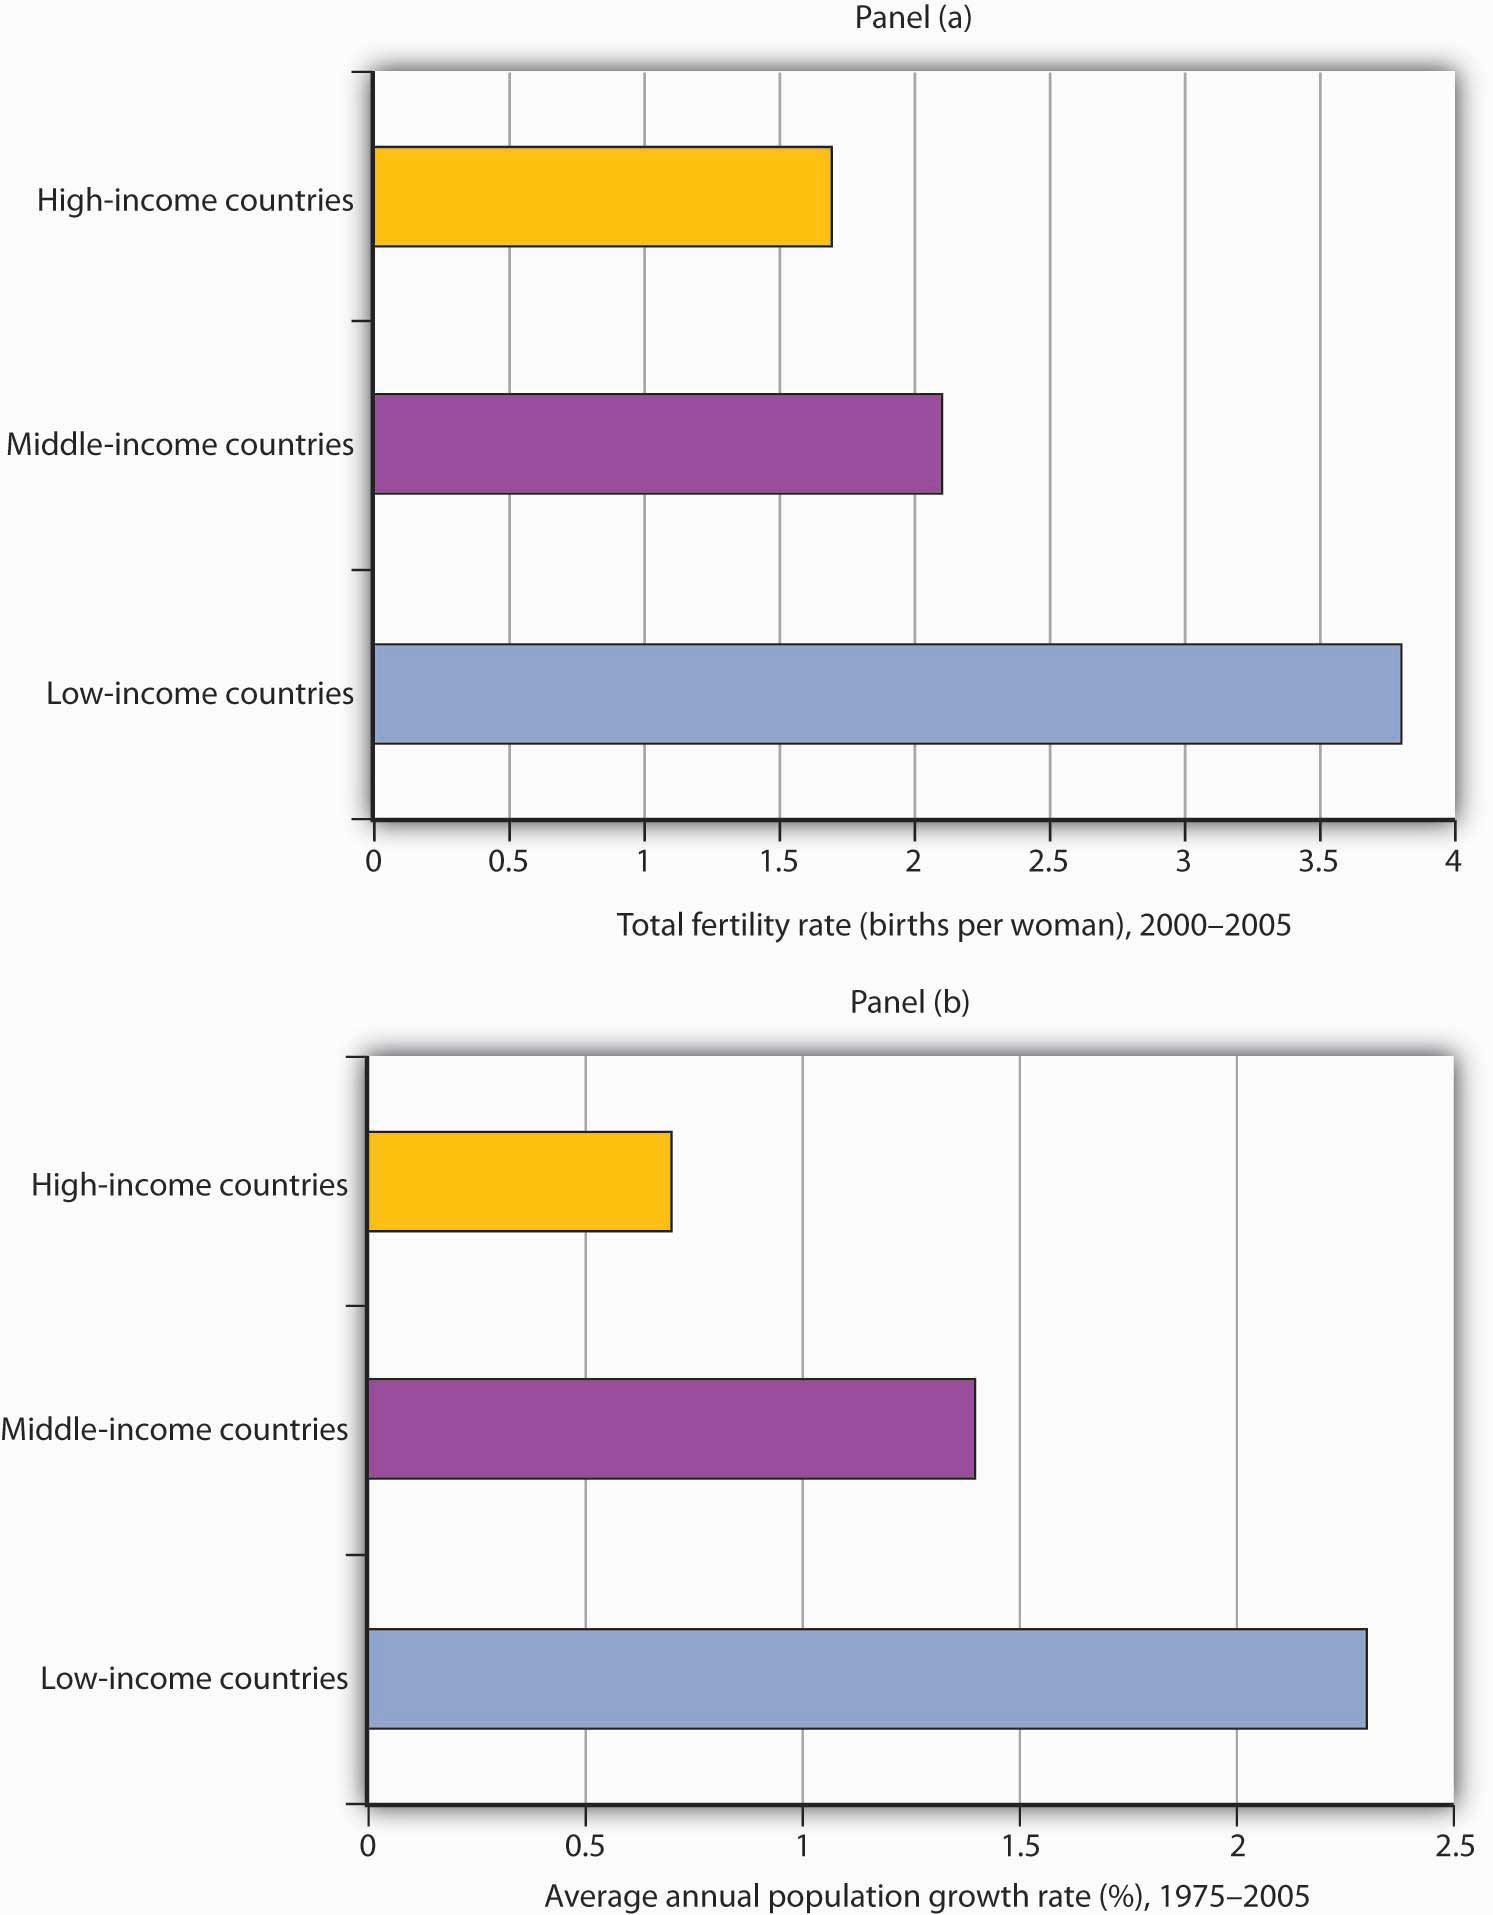 Panel (a)
High-income countries
Middle-income countries
Low-income countries
0 0.5 1 1.5 2 2.5 3 3.5 4
Total fertility rate (births per woman), 2000–2005
Panel (b)
High-income countries
Middle-income countries
Low-income countries
0 0.5 1 1.5 2 2.5
Average annual population growth rate (%), 1975–2005